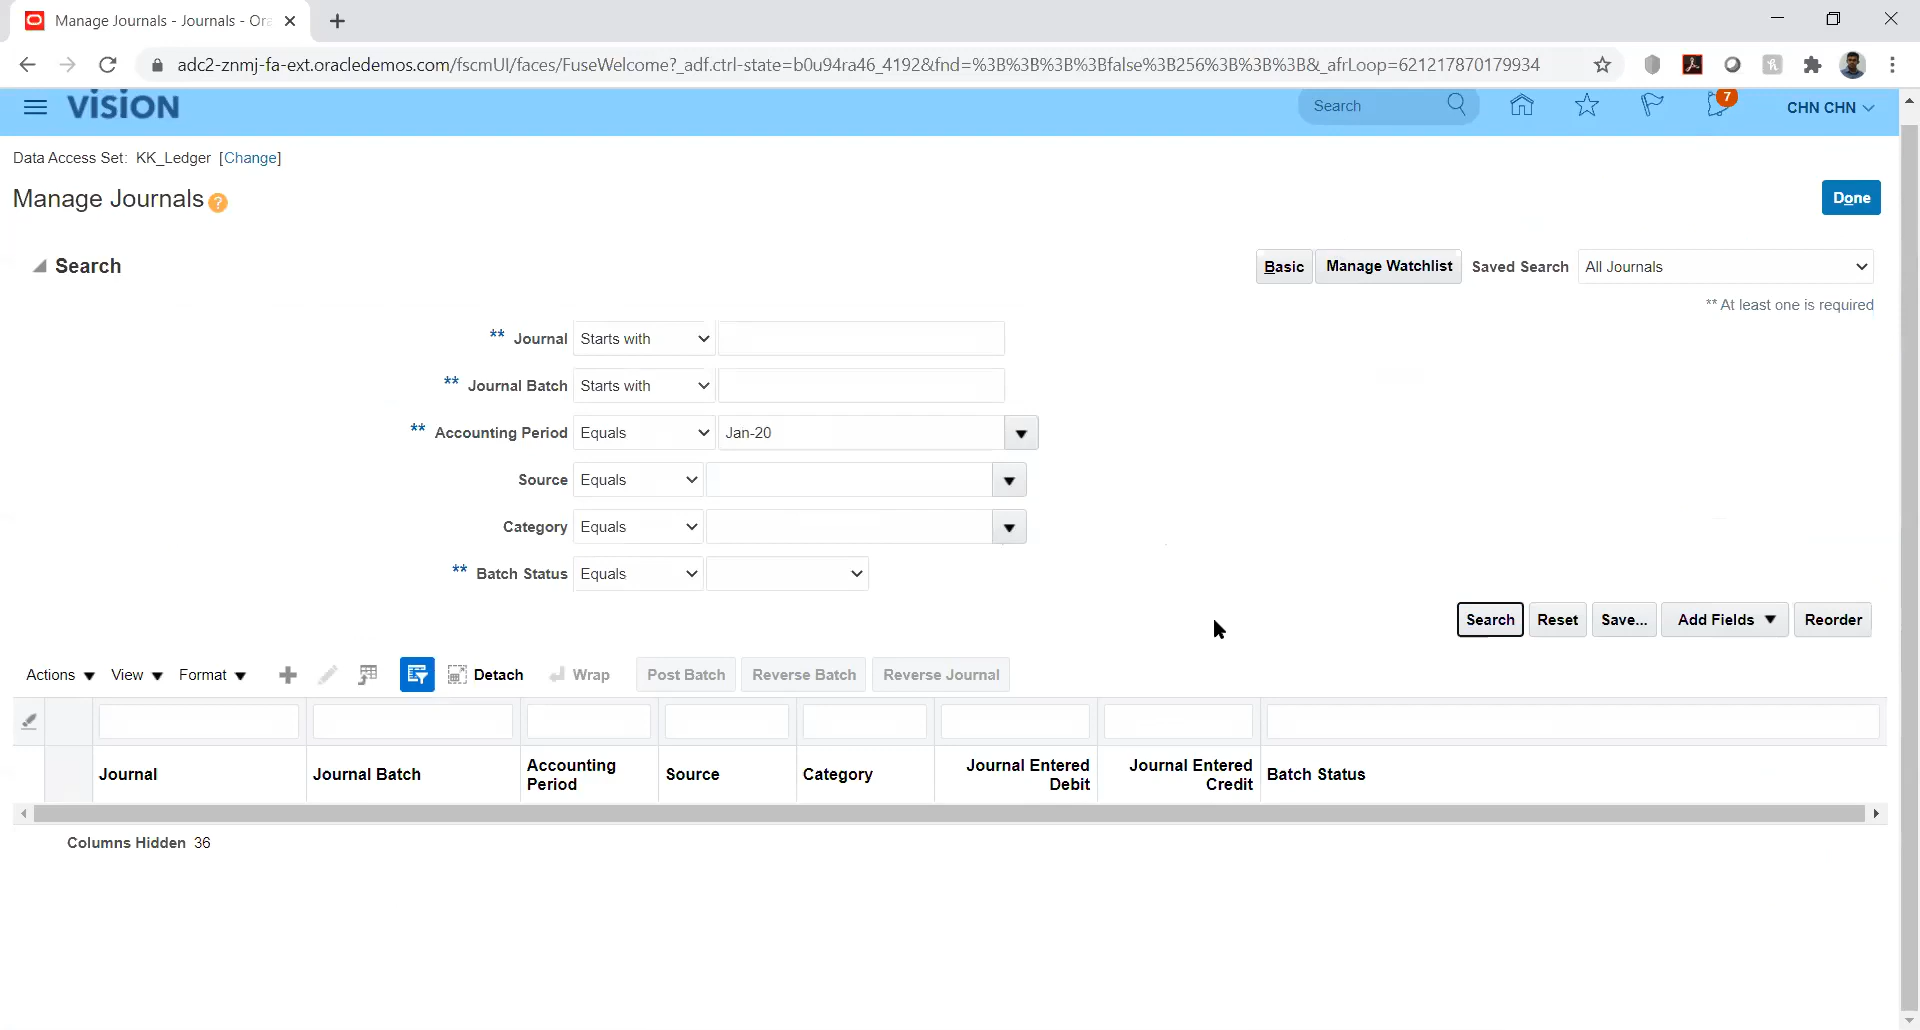 Manage Journals - Journals - Ora
adc2-znmj-fa-ext.oracledemos.com/fscmUI/faces/FuseWelcome?_adf.ctrl-state=b0u94ra46_4192&fnd=%3B%3B%3B%3Bfalse%3B256%3B%3B%3B&_afrLoop=621217870179934
VISION
Search
7
CHN CHN
Data Access Set: KK_Ledger [Change]
Manage Journals ?
Done
Search
Basic Manage Watchlist Saved Search All Journals
** At least one is required
** Journal Starts with
** Journal Batch Starts with
** Accounting Period Equals Jan-20
Source Equals
Category Equals
** Batch Status Equals
Search Reset Save... Add Fields Reorder
Actions View Format Detach Wrap Post Batch Reverse Batch Reverse Journal
Journal
Journal Batch
Accounting
Period
Source
Category
Journal Entered
Debit
Journal Entered
Credit
Batch Status
Columns Hidden 36